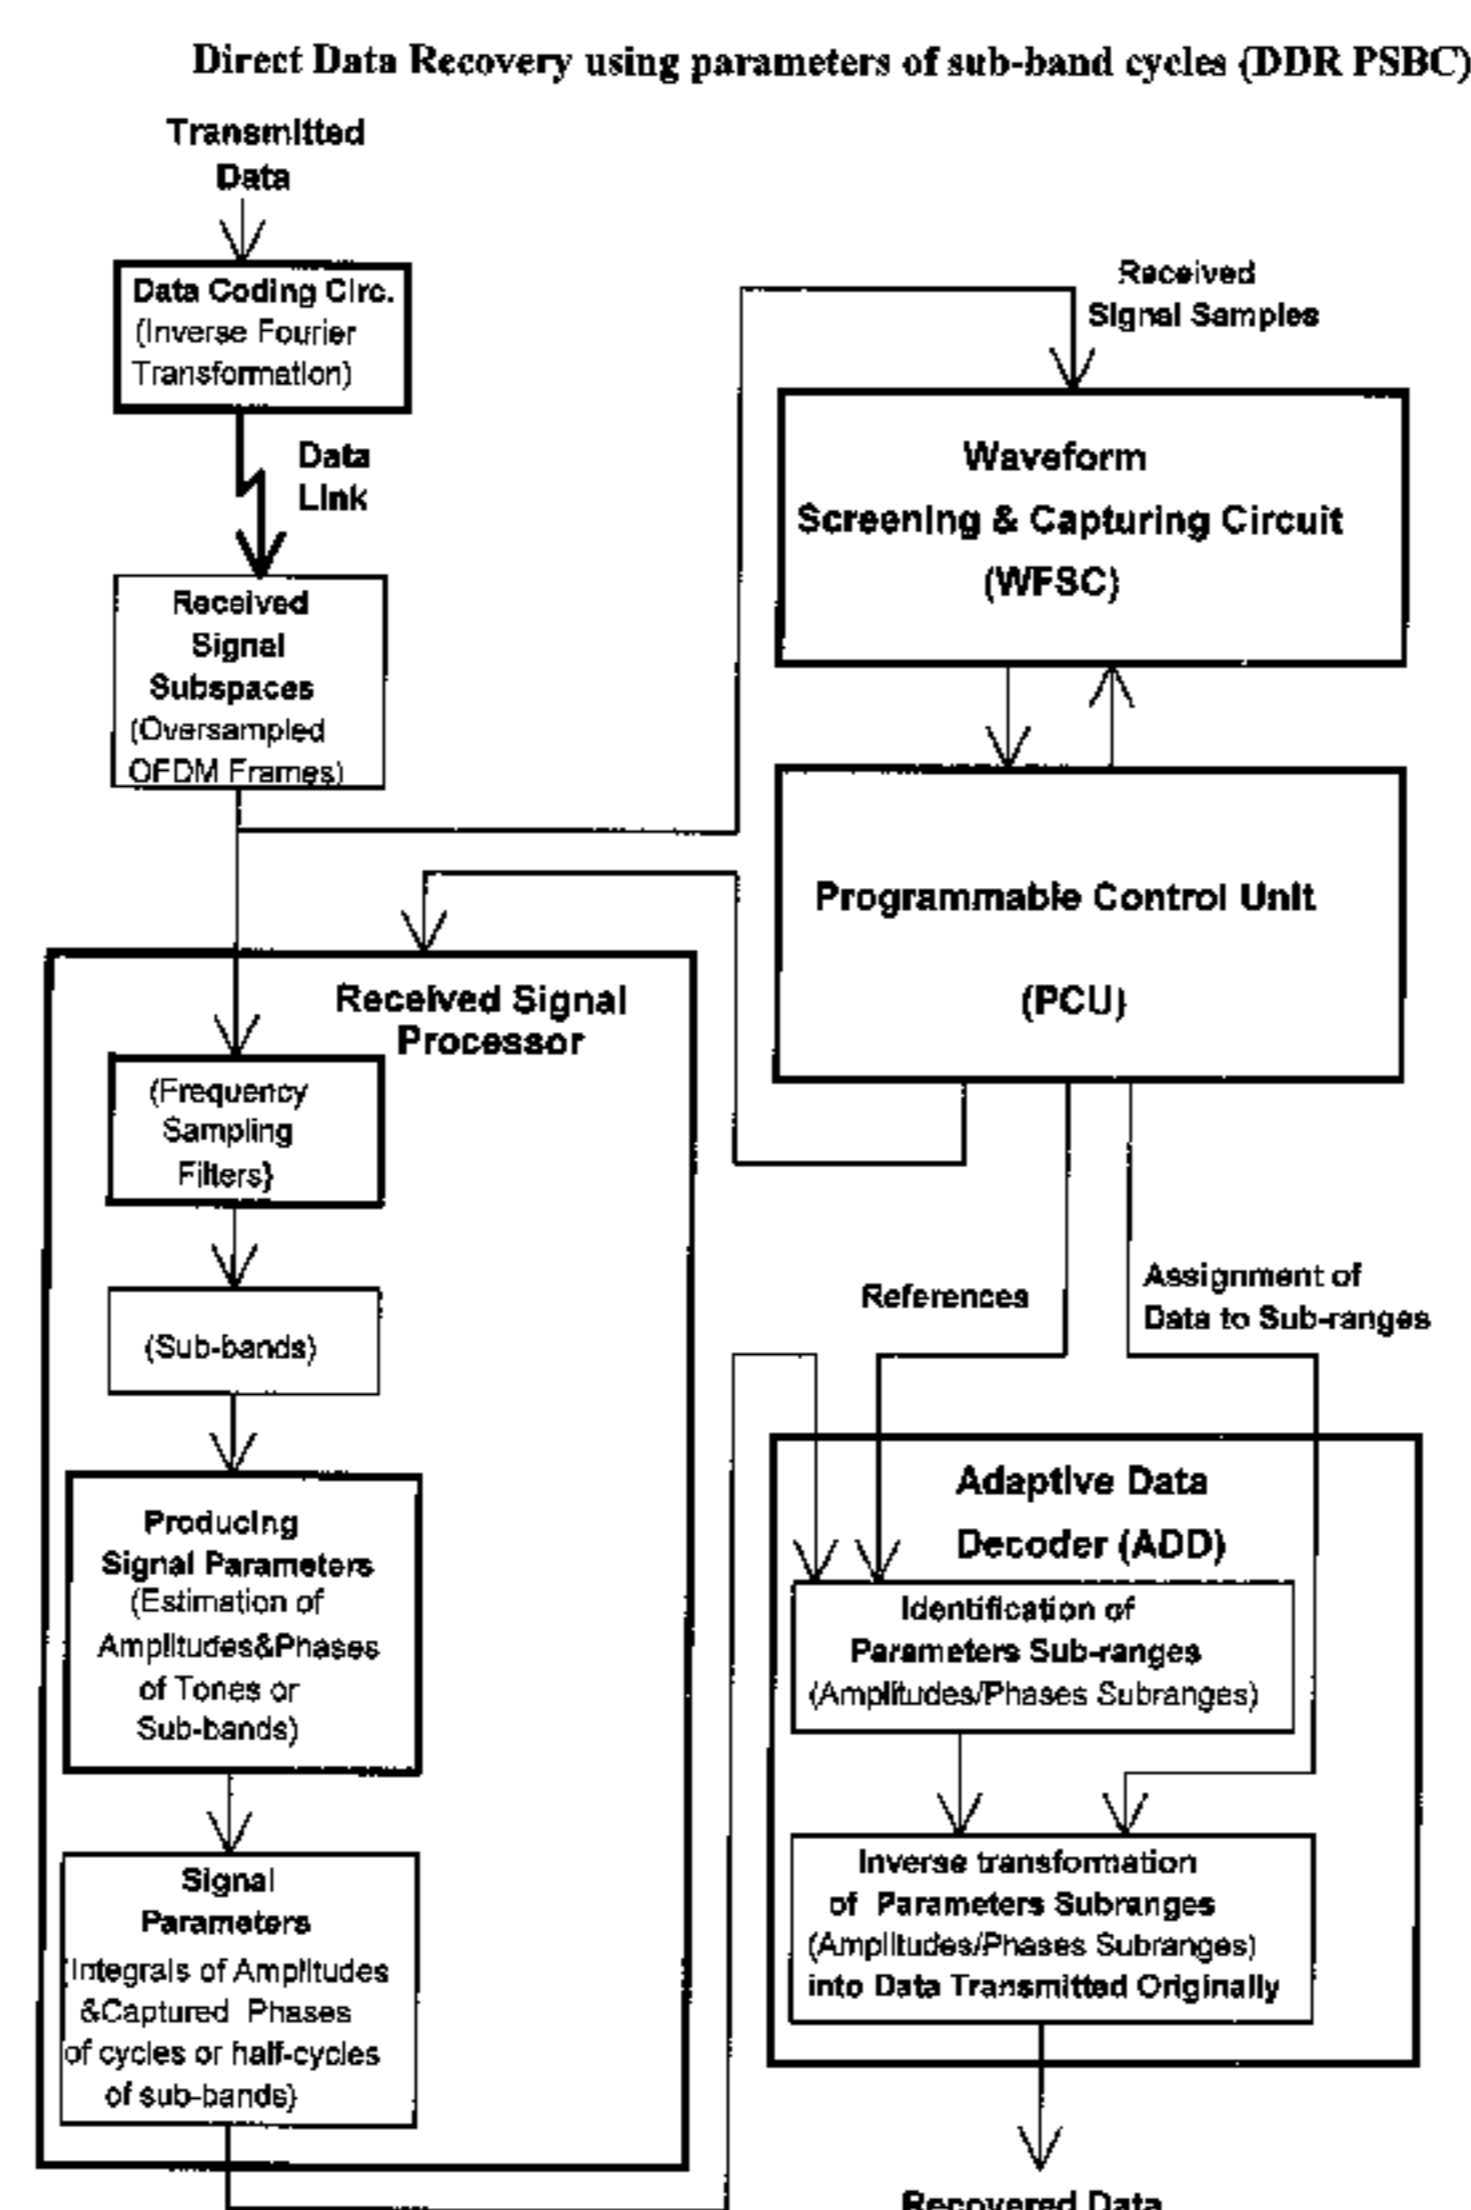 Direct Data Recovery using parameters of sub-band cycles (DDR PSBC)
Transmitted
Data
Data Coding Circ.
(Inverse Fourier
Transformation)
Data
Link
Received
Signal
Subspaces
(Oversampled
OFDM Frames)
Received
Signal Samples
Waveform
Screening & Capturing Circuit
(WFSC)
Programmable Control Unit
(PCU)
Received Signal
Processor
(Frequency
Sampling
Filters}
(Sub-bands)
Producing
Signal Parameters
(Estimation of
Amplitudes&Phases
of Tones or
Sub-bands)
Signal
Parameters
(Integrals of Amplitudes
&Captured Phases
of cycles or half-cycles
of sub-bands)
References
Assignment of
Data to Sub-ranges
Adaptive Data
Decoder (ADD)
Identification of
Parameters Sub-ranges
(Amplitudes/Phases Subranges)
Inverse transformation
of Parameters Subranges
(Amplitudes/Phases Subranges)
into Data Transmitted Originally
Recovered Data